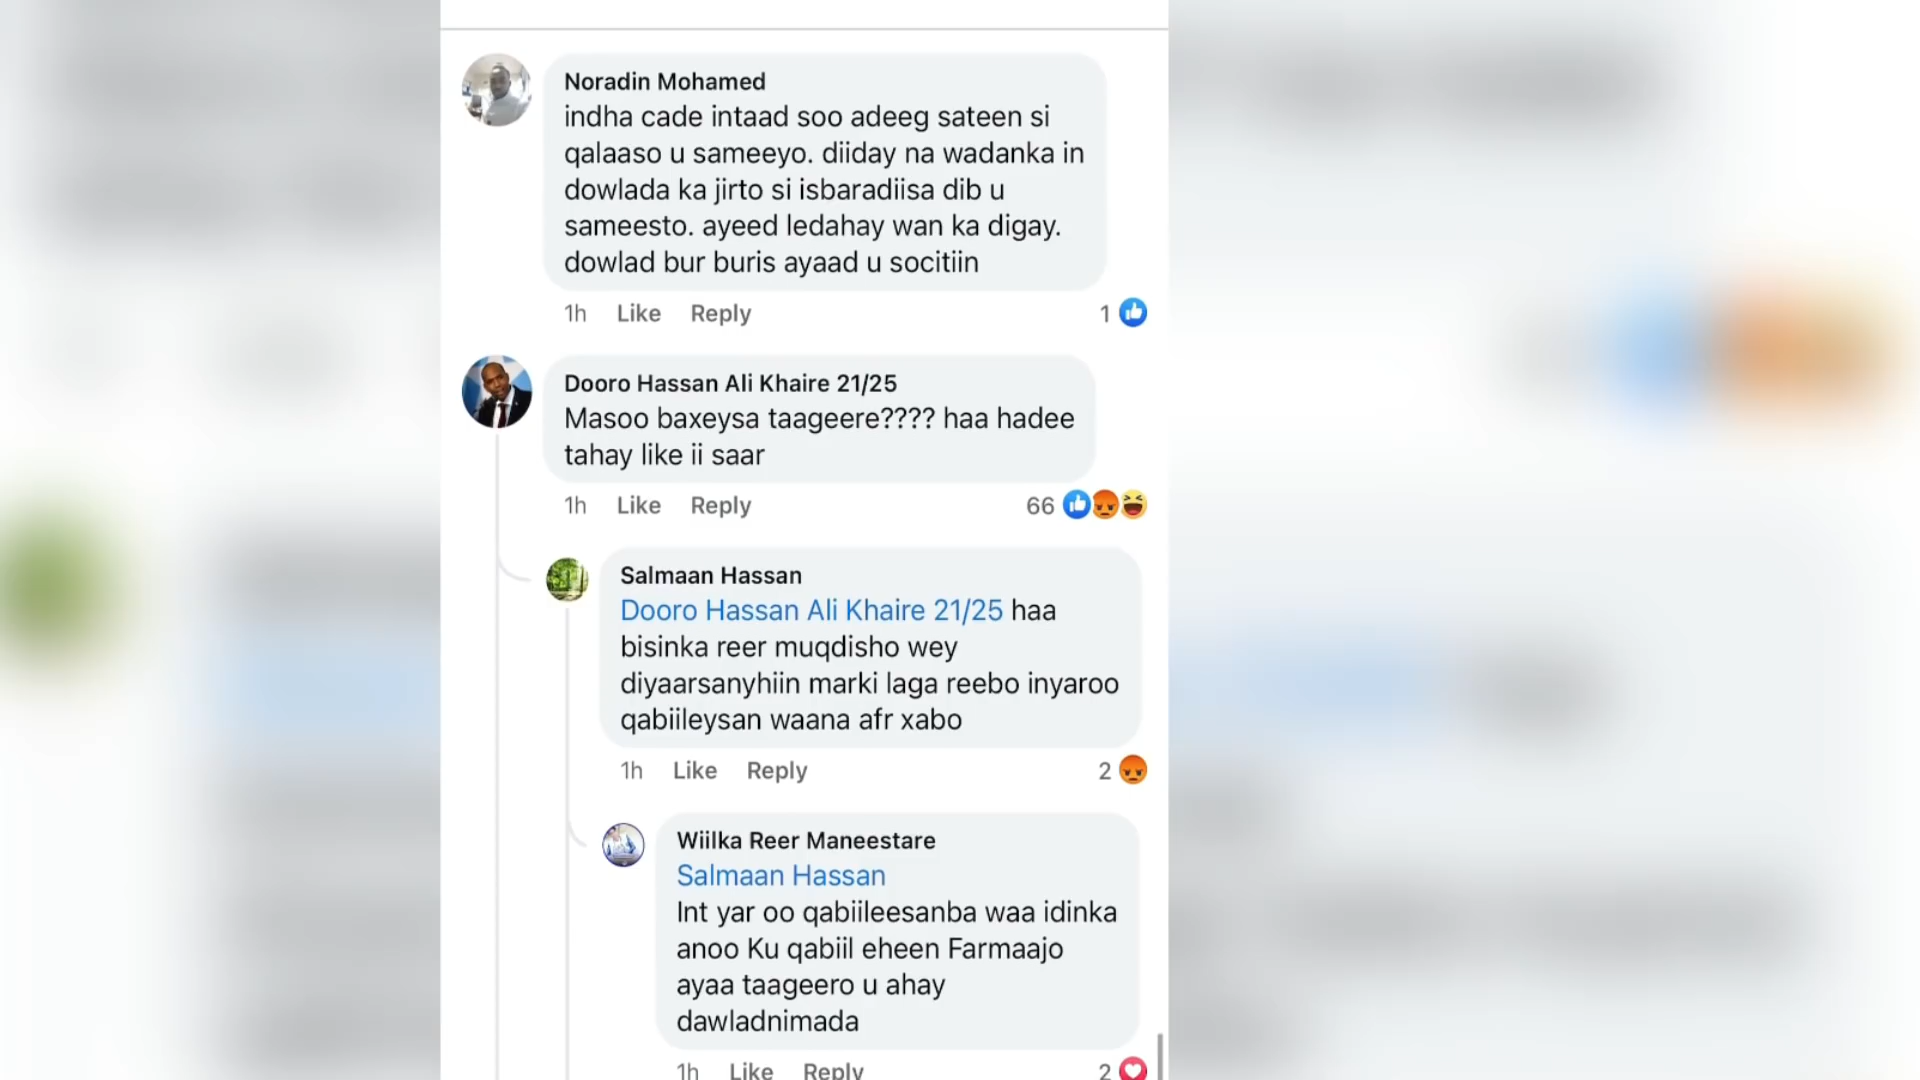 Noradin Mohamed
indha cade intaad soo adeeg sateen si
qalaaso u sameeyo. diiday na wadanka in
dowlada ka jirto si isbaradiisa dib u
sameesto. ayeed ledahay wan ka digay.
dowlad bur buris ayaad u socitiin
1h Like Reply 1
Dooro Hassan Ali Khaire 21/25
Masoo baxeysa taageere???? haa hadee
tahay like ii saar
1h Like Reply 66
Salmaan Hassan
Dooro Hassan Ali Khaire 21/25 haa
bisinka reer muqdisho wey
diyaarsanyhiin marki laga reebo inyaroo
qabiileysan waana afr xabo
1h Like Reply 2
Wiilka Reer Maneestare
Salmaan Hassan
Int yar oo qabiileesanba waa idinka
anoo Ku qabiil eheen Farmaajo
ayaa taageero u ahay
dawladnimada
1h Like Reply 2